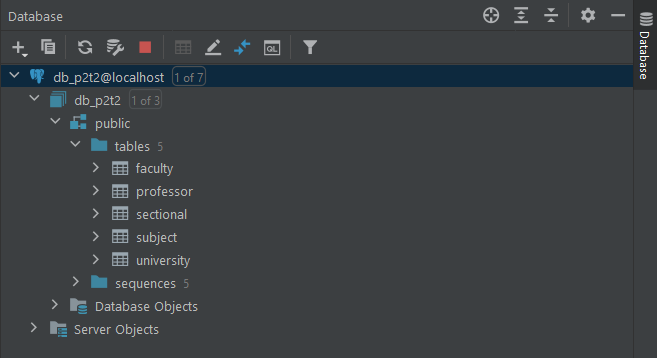 Database
QL
db_p2t2@localhost 1 of 7
db_p2t2 1 of 3
public
tables 5
faculty
professor
sectional
subject
university
sequences 5
Database Objects
Server Objects
Database